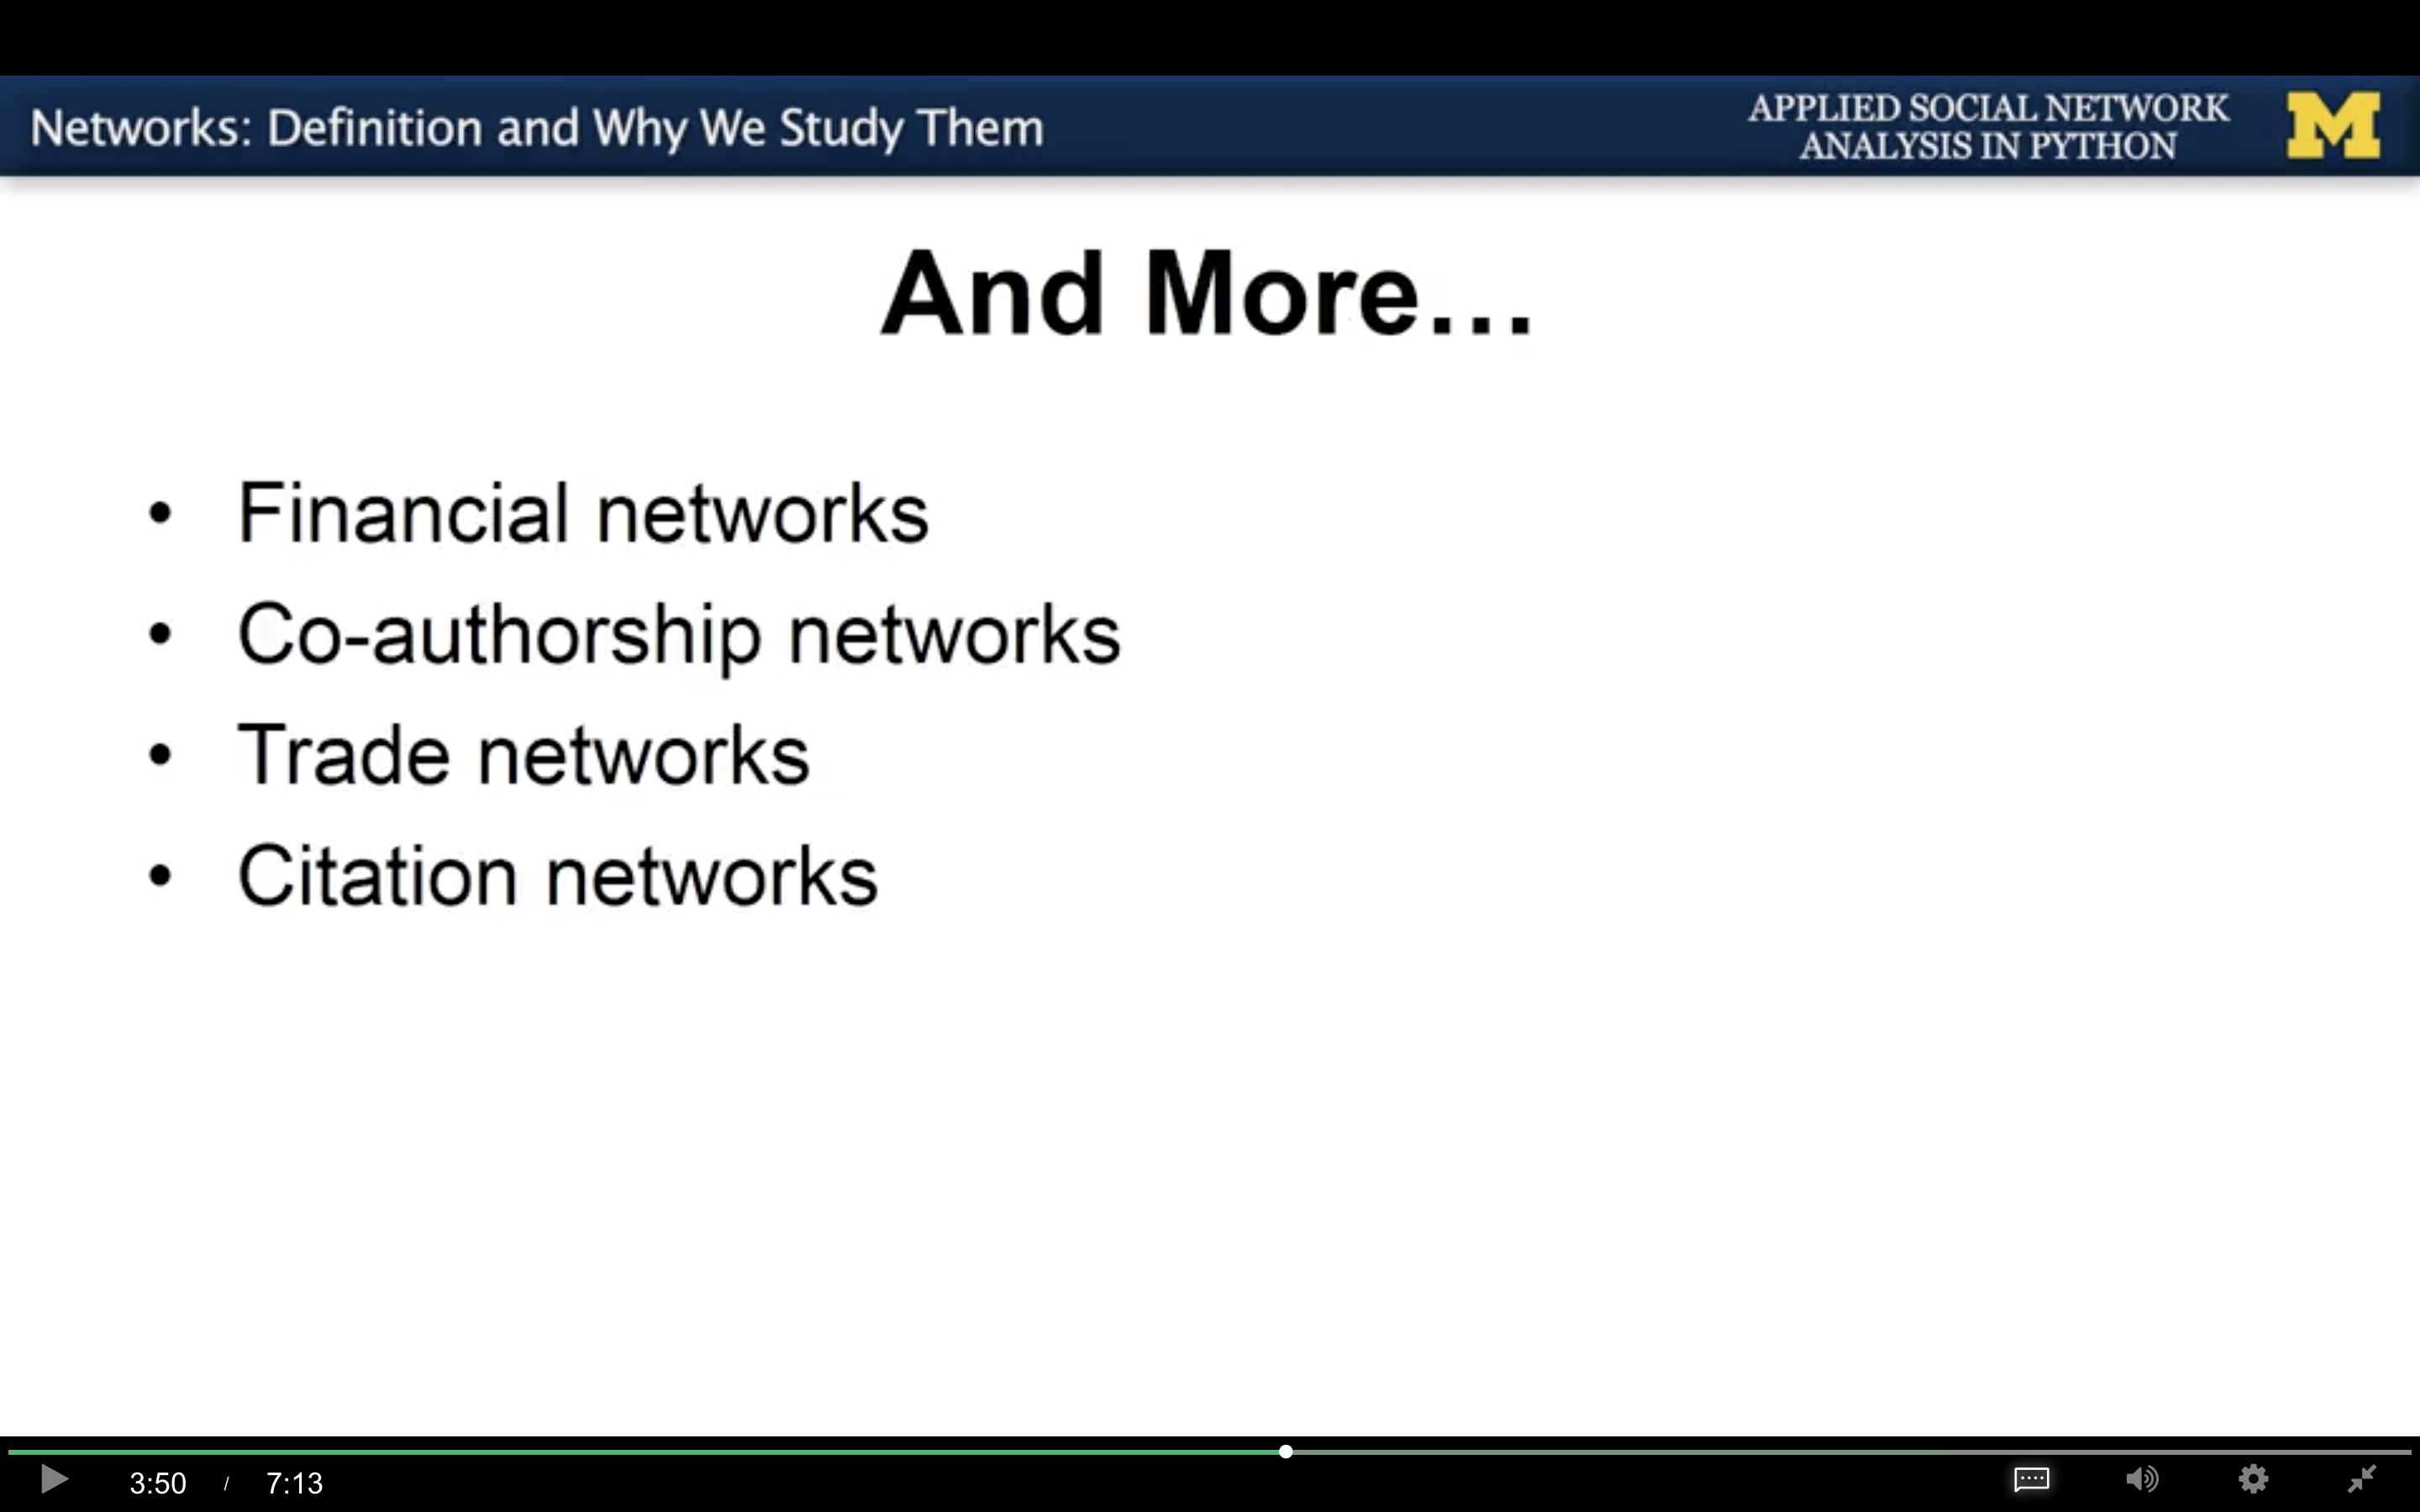 Networks: Definition and Why We Study Them
APPLIED SOCIAL NETWORK
ANALYSIS IN PYTHON
M
And More...
• Financial networks
• Co-authorship networks
• Trade networks
• Citation networks
3:50 / 7:13